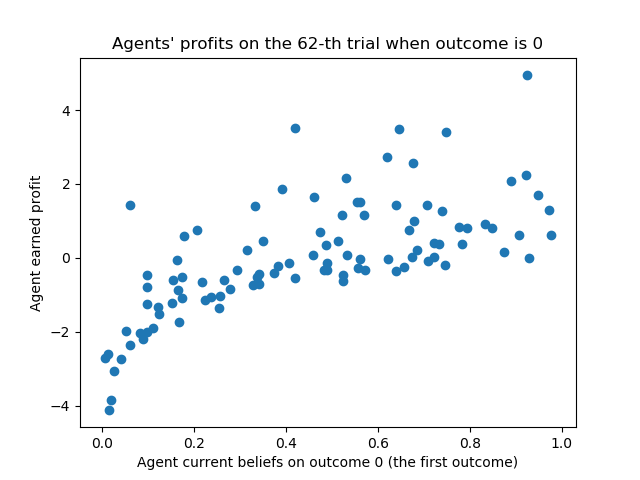 Agents' profits on the 62-th trial when outcome is 0
Agent earned profit
4
2
0
−2
−4
0.0 0.2 0.4 0.6 0.8 1.0
Agent current beliefs on outcome 0 (the first outcome)